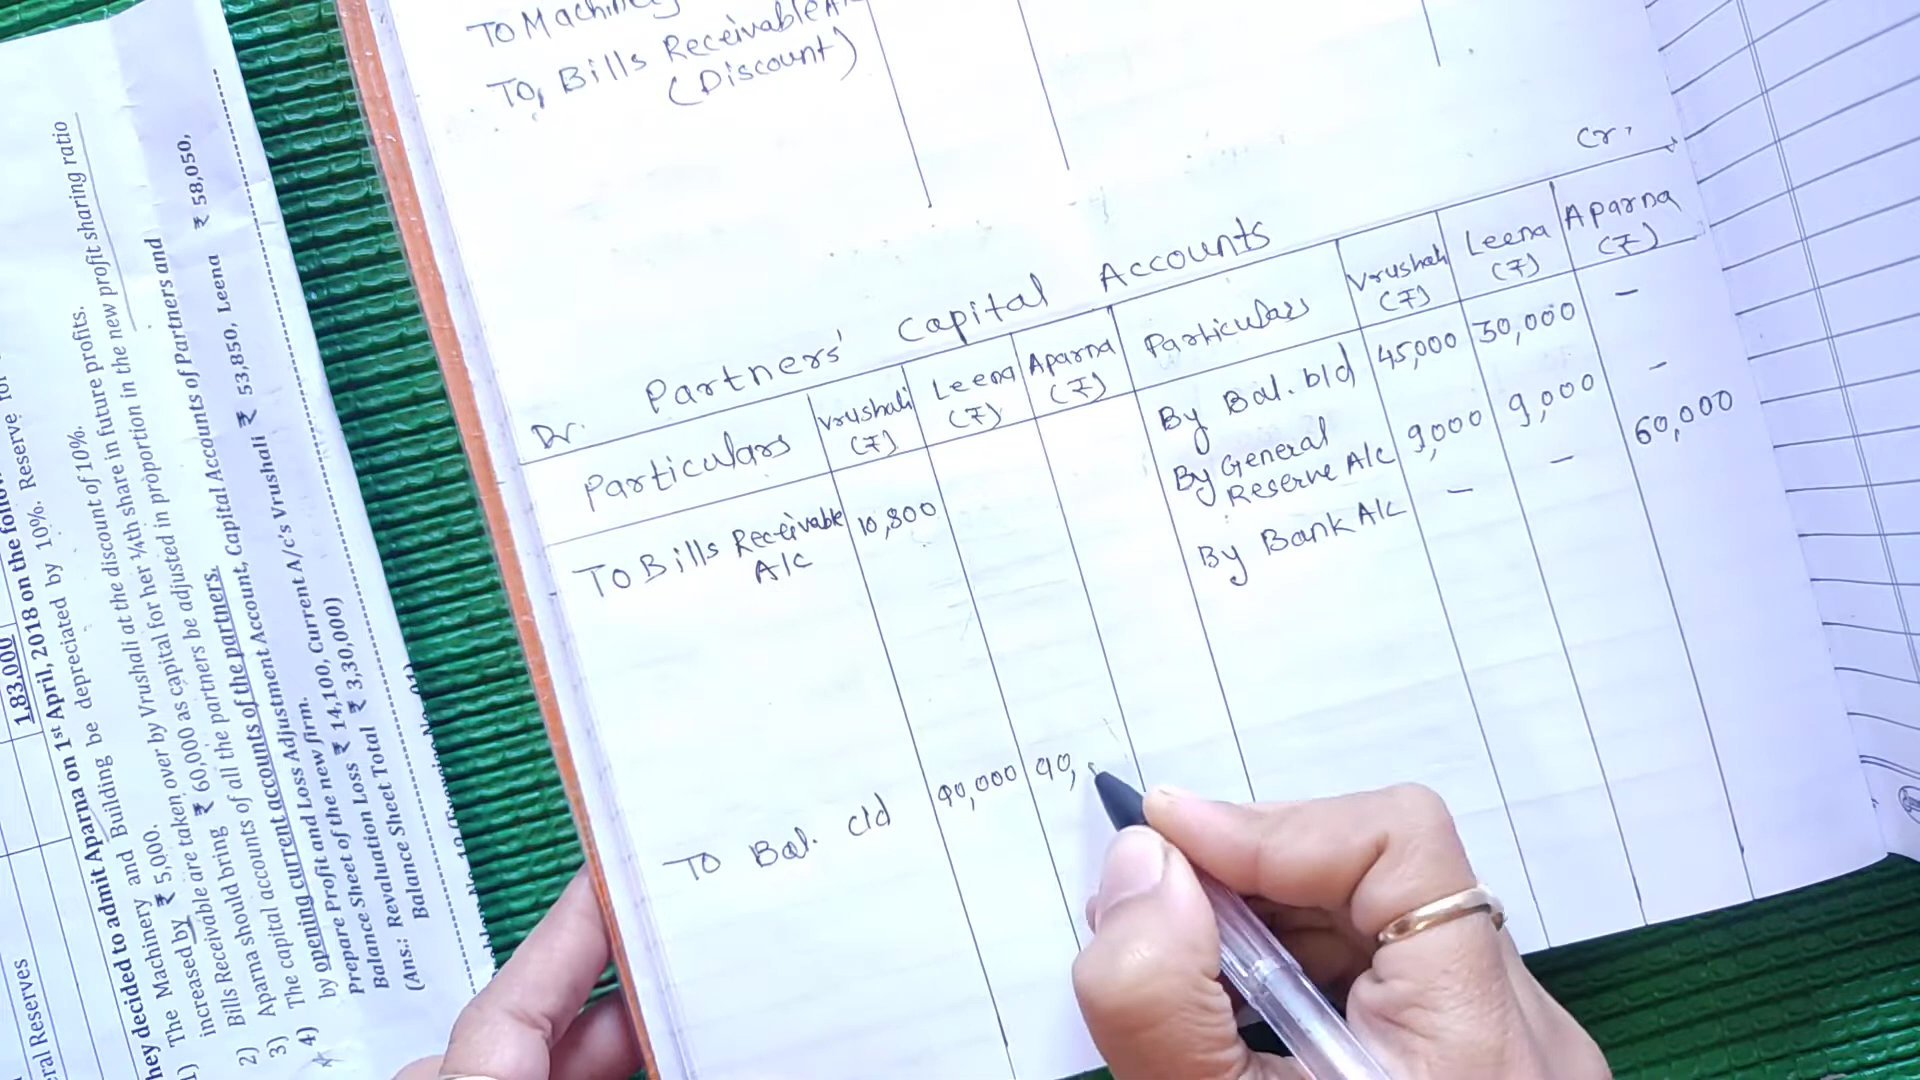 To Machinery
To, Bills Receivable A
(Discount)
Cr.
Partners' Capital Accounts
Dr.
Particulars Vrushali (₹) Leena (₹) Aparna (₹) Particulars Vrushali (₹) Leena (₹) Aparna (₹)
To Bills Receivable A/c 10,800
By Bal. b/d 45,000 30,000 –
By General Reserve A/c 9,000 9,000 –
By Bank A/c – – 60,000
To Bal. c/d 90,000 90,
1,83,000
eral Reserves
hey decided to admit Aparna on 1st April, 2018 on the follow
The Machinery and Building be depreciated by 10%. Reserve for
increased by ₹ 5,000.
Bills Receivable are taken over by Vrushali at the discount of 10%.
2) Aparna should bring ₹ 60,000 as capital for her ¼th share in future profits.
3) The capital accounts of all the partners be adjusted in proportion in the new profit sharing ratio
4) by opening current accounts of the partners.
Prepare Profit and Loss Adjustment Account, Capital Accounts of Partners and
Balance Sheet of the new firm.
(Ans.: Revaluation Loss ₹ 14,100, Current A/c's Vrushali ₹ 53,850, Leena ₹ 58,050,
Balance Sheet Total ₹ 3,30,000)